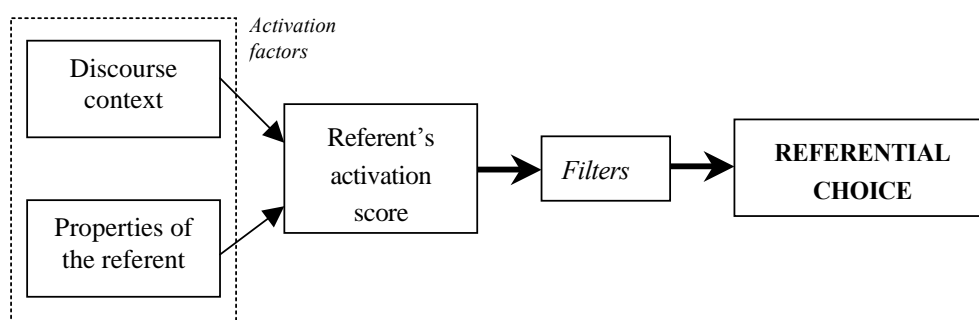 Activation
factors
Discourse
context
Properties of
the referent
Referent’s
activation
score
Filters
REFERENTIAL
CHOICE